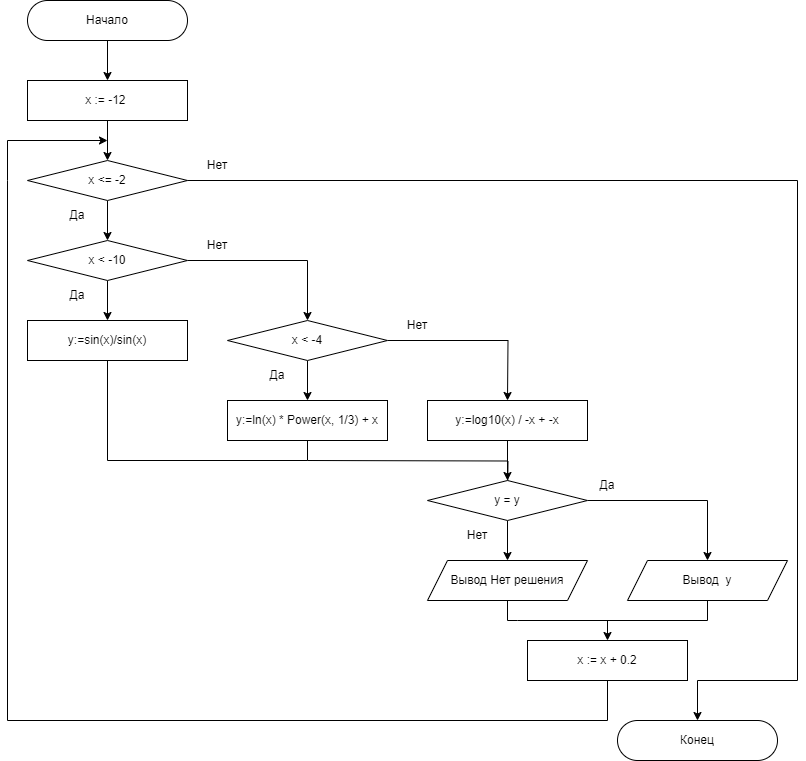 Начало
x := -12
Нет
x <= -2
Да
Нет
x < -10
Да
y:=sin(x)/sin(x)
Нет
x < -4
Да
y:=ln(x) * Power(x, 1/3) + x
y:=log10(x) / -x + -x
Да
y = y
Нет
Вывод Нет решения
Вывод y
x := x + 0.2
Конец